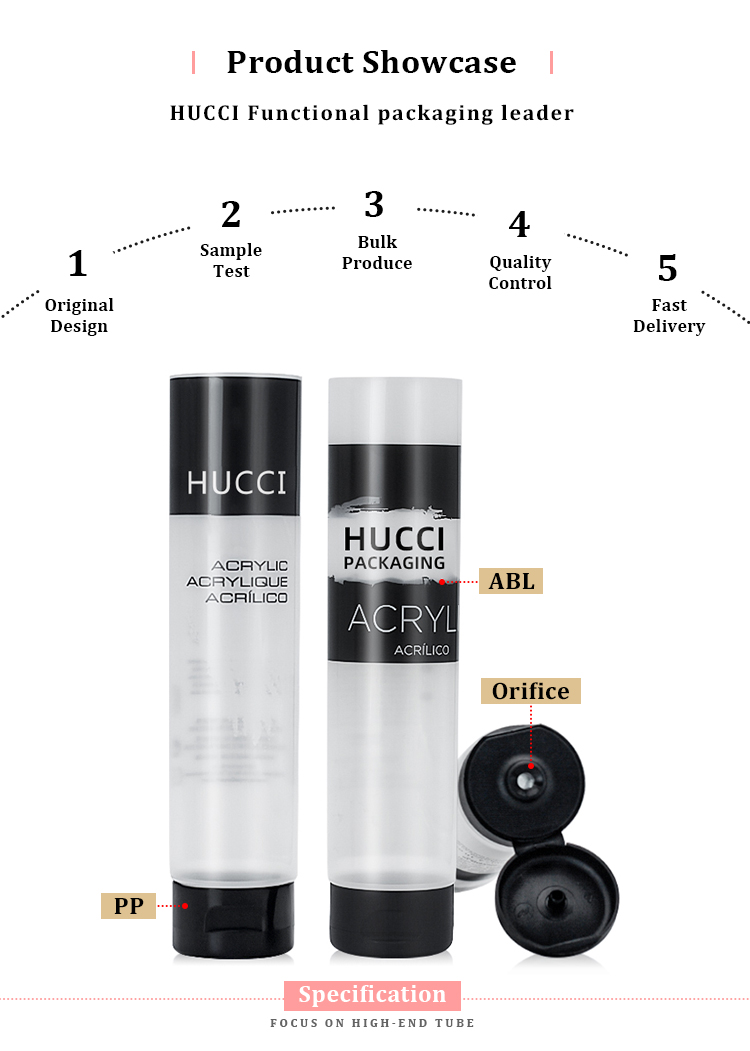 Product Showcase
HUCCI Functional packaging leader
1
Original
Design
2
Sample
Test
3
Bulk
Produce
4
Quality
Control
5
Fast
Delivery
HUCCI
ACRYLIC
ACRYLIQUE
ACRÍLICO
HUCCI
PACKAGING
ACRYL
ACRÍLICO
ABL
Orifice
PP
Specification
FOCUS ON HIGH-END TUBE